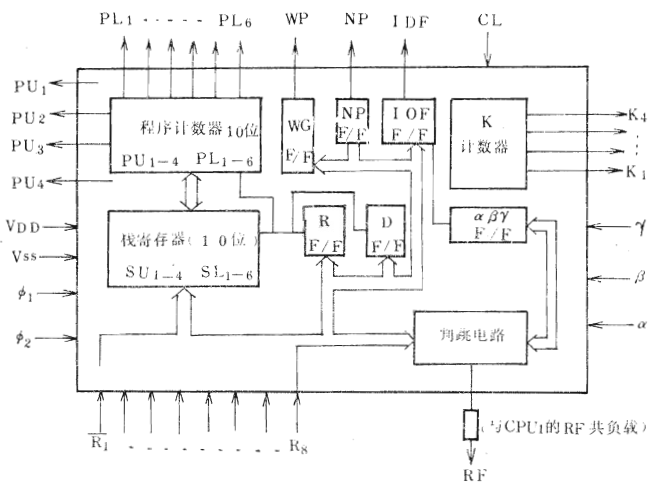 PL₁ - - - - - PL₆ WP NP IDF CL
PU₁
PU₂
PU₃
PU₄
程序计数器10位
PU₁₋₄ PL₁₋₆
WG
F/F
NP
F/F
IOF
F/F
K
计数器
K₄
⋮
K₁
VDD
Vss
ϕ₁
ϕ₂
栈寄存器(10位)
SU₁₋₄ SL₁₋₆
R
F/F
D
F/F
αβγ
F/F
γ
β
α
判跳电路
R̅₁ - - - - - - - - R₈
(与CPU1的RF共负载)
RF